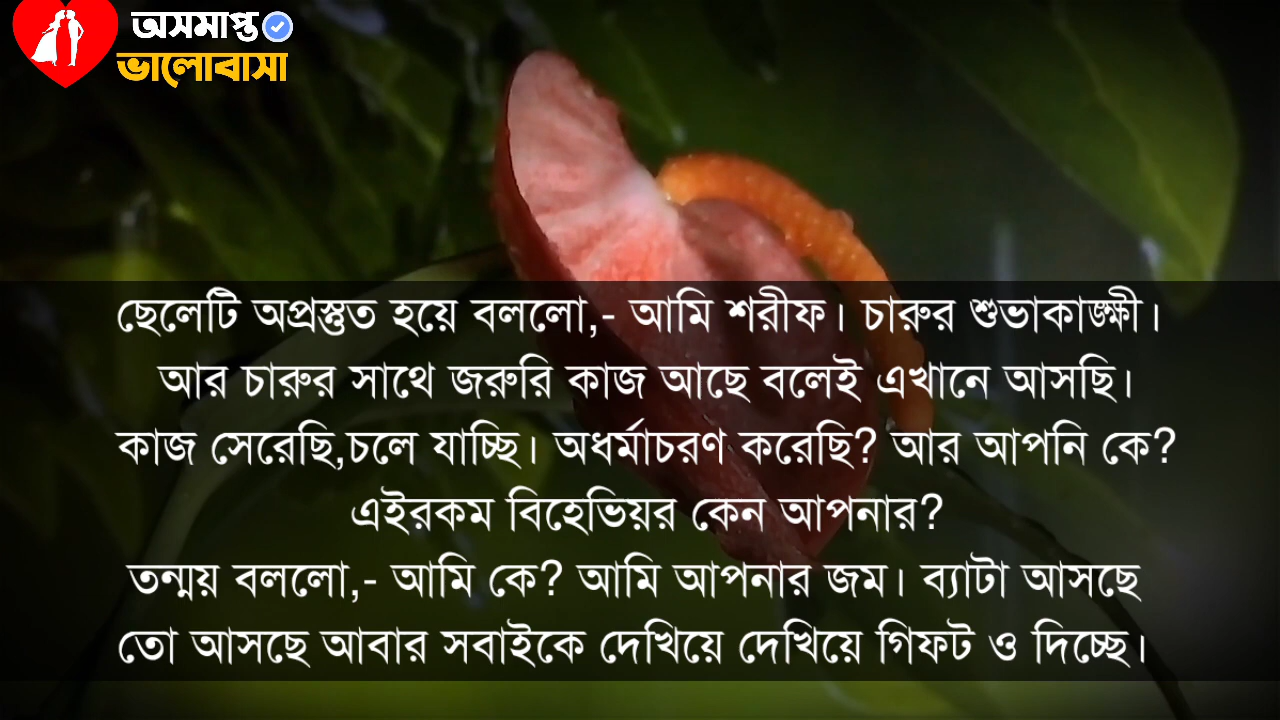 অসমাপ্ত
ভালোবাসা
ছেলেটি অপ্রস্তুত হয়ে বললো,- আমি শরীফ। চারুর শুভাকাঙ্ক্ষী।
আর চারুর সাথে জরুরি কাজ আছে বলেই এখানে আসছি।
কাজ সেরেছি,চলে যাচ্ছি। অধর্মাচরণ করেছি? আর আপনি কে?
এইরকম বিহেভিয়র কেন আপনার?
তন্ময় বললো,- আমি কে? আমি আপনার জম। ব্যাটা আসছে
তো আসছে আবার সবাইকে দেখিয়ে দেখিয়ে গিফট ও দিচ্ছে।